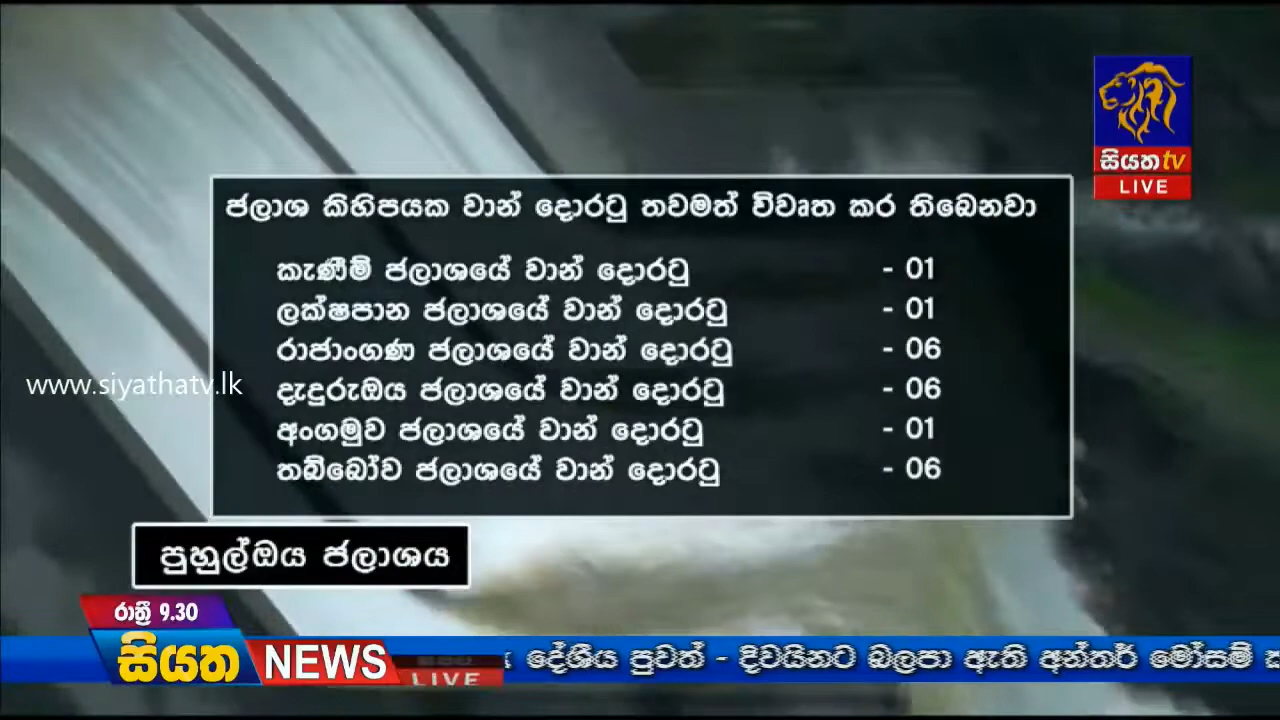 සියත tv
LIVE
ජලාශ කිහිපයක වාන් දොරටු තවමත් විවෘත කර තිබෙනවා
කැණීම් ජලාශයේ වාන් දොරටු - 01
ලක්ෂපාන ජලාශයේ වාන් දොරටු - 01
රාජාංගණ ජලාශයේ වාන් දොරටු - 06
www.siyathatv.lk
දැදුරුඔය ජලාශයේ වාන් දොරටු - 06
අංගමුව ජලාශයේ වාන් දොරටු - 01
තබ්බෝව ජලාශයේ වාන් දොරටු - 06
පුහුල්ඔය ජලාශය
රාත්‍රී 9.30
සියත NEWS
LIVE
දේශීය පුවත් - දිවයිනට බලපා ඇති අන්තර් මෝසම්